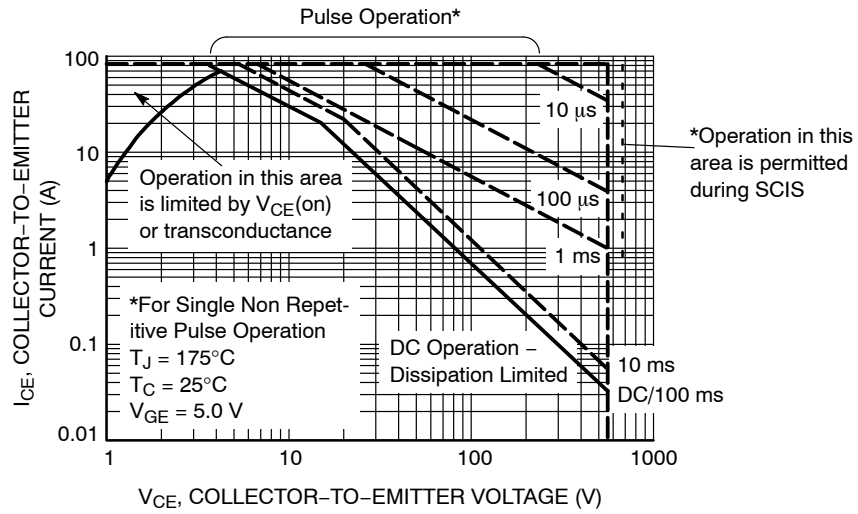 Pulse Operation*
100
10
1
0.1
0.01
I_CE, COLLECTOR−TO−EMITTER
CURRENT (A)
Operation in this area
is limited by V_CE(on)
or transconductance
*For Single Non Repet-
itive Pulse Operation
T_J = 175°C
T_C = 25°C
V_GE = 5.0 V
10 μs
100 μs
1 ms
DC Operation −
Dissipation Limited
10 ms
DC/100 ms
*Operation in this
area is permitted
during SCIS
1
10
100
1000
V_CE, COLLECTOR−TO−EMITTER VOLTAGE (V)